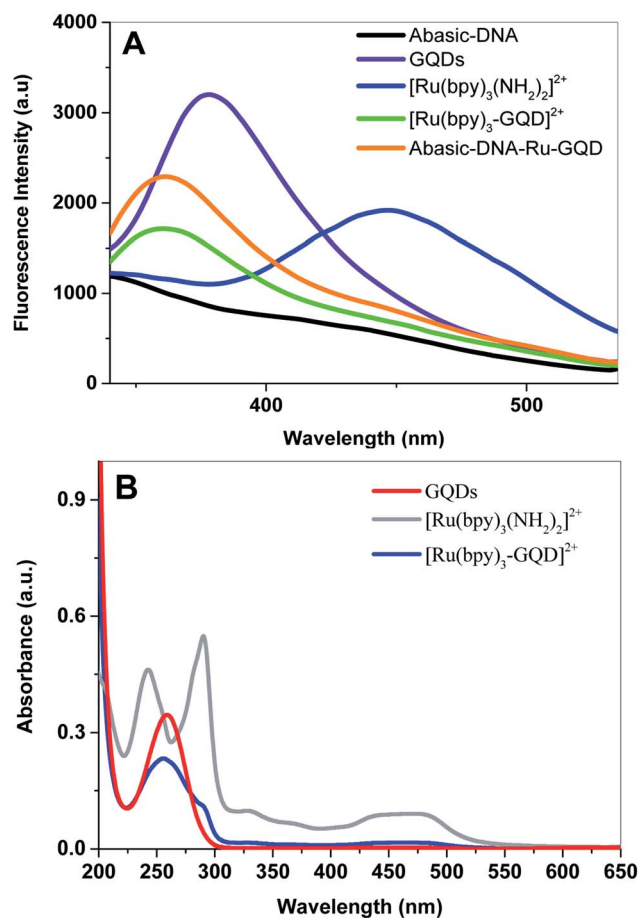 A
Abasic-DNA
GQDs
[Ru(bpy)₃(NH₂)₂]²⁺
[Ru(bpy)₃-GQD]²⁺
Abasic-DNA-Ru-GQD
4000
3000
2000
1000
0
Fluorescence Intensity (a.u)
400
500
Wavelength (nm)
B
GQDs
[Ru(bpy)₃(NH₂)₂]²⁺
[Ru(bpy)₃-GQD]²⁺
0.9
0.6
0.3
0.0
Absorbance (a.u.)
200 250 300 350 400 450 500 550 600 650
Wavelength (nm)